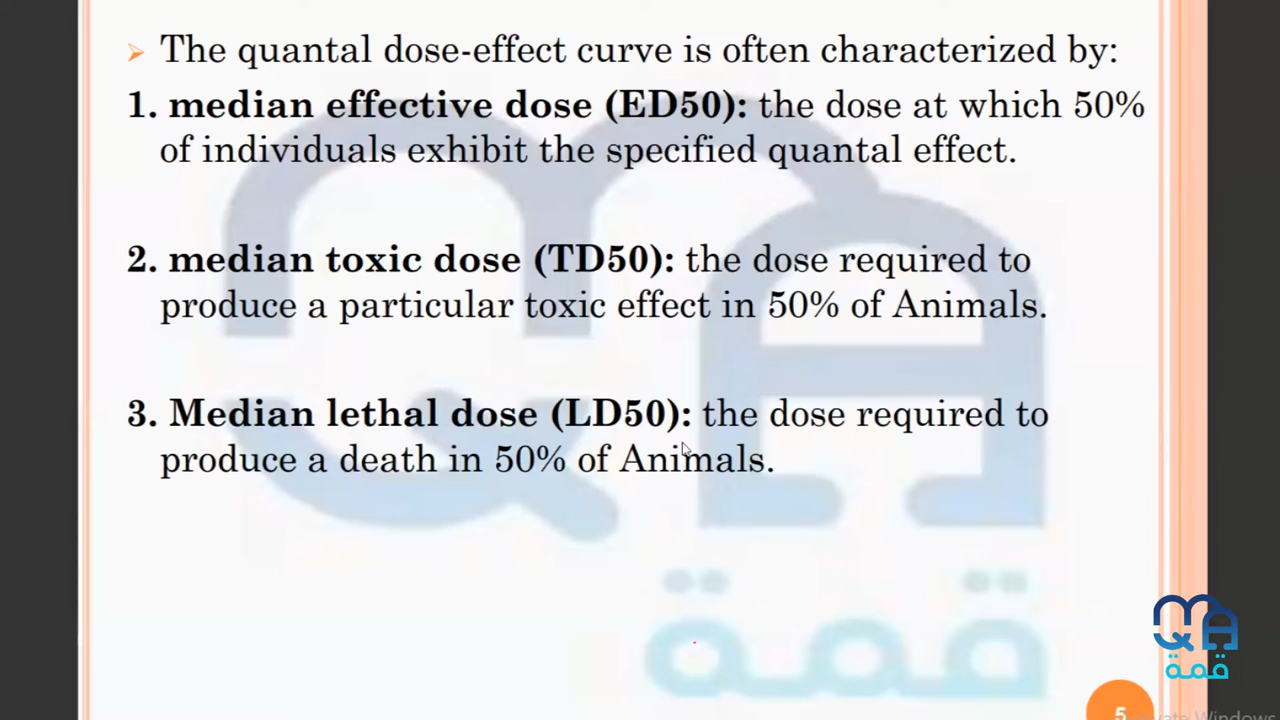 The quantal dose-effect curve is often characterized by:
1. median effective dose (ED50): the dose at which 50%
of individuals exhibit the specified quantal effect.
2. median toxic dose (TD50): the dose required to
produce a particular toxic effect in 50% of Animals.
3. Median lethal dose (LD50): the dose required to
produce a death in 50% of Animals.
قمة
QMA
قمة
5